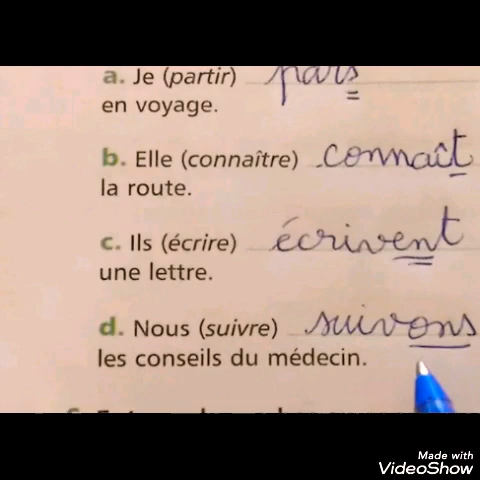 a. Je (partir) pars
en voyage.
b. Elle (connaître) connaît
la route.
c. Ils (écrire) écrivent
une lettre.
d. Nous (suivre) suivons
les conseils du médecin.
Made with
VideoShow